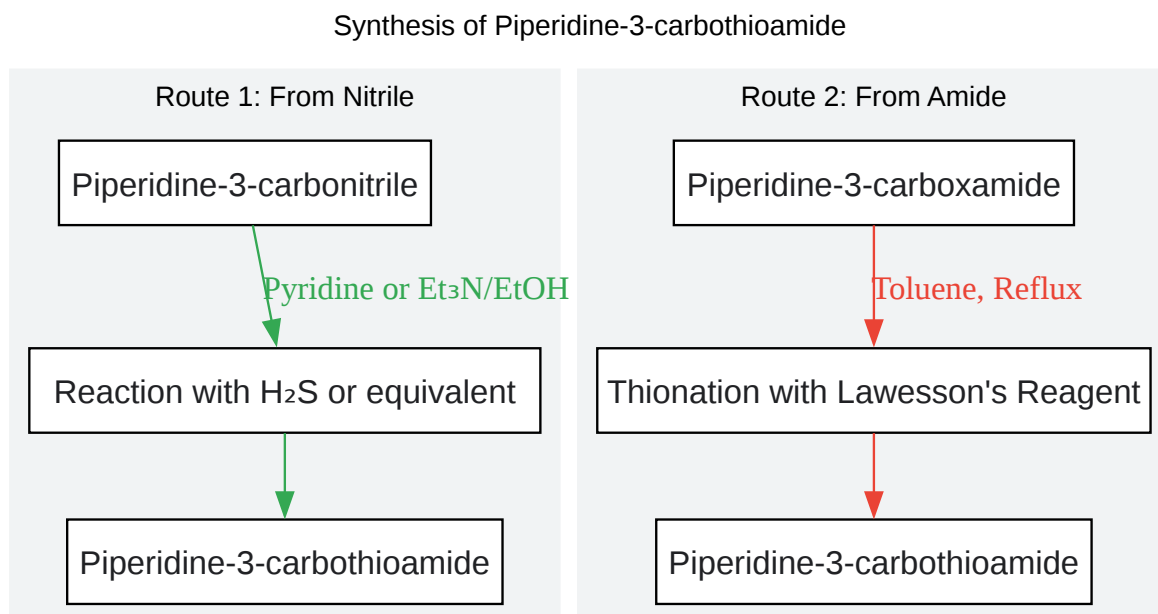 Synthesis of Piperidine-3-carbothioamide
Route 1: From Nitrile
Piperidine-3-carbonitrile
Pyridine or Et₃N/EtOH
Reaction with H₂S or equivalent
Piperidine-3-carbothioamide
Route 2: From Amide
Piperidine-3-carboxamide
Toluene, Reflux
Thionation with Lawesson's Reagent
Piperidine-3-carbothioamide